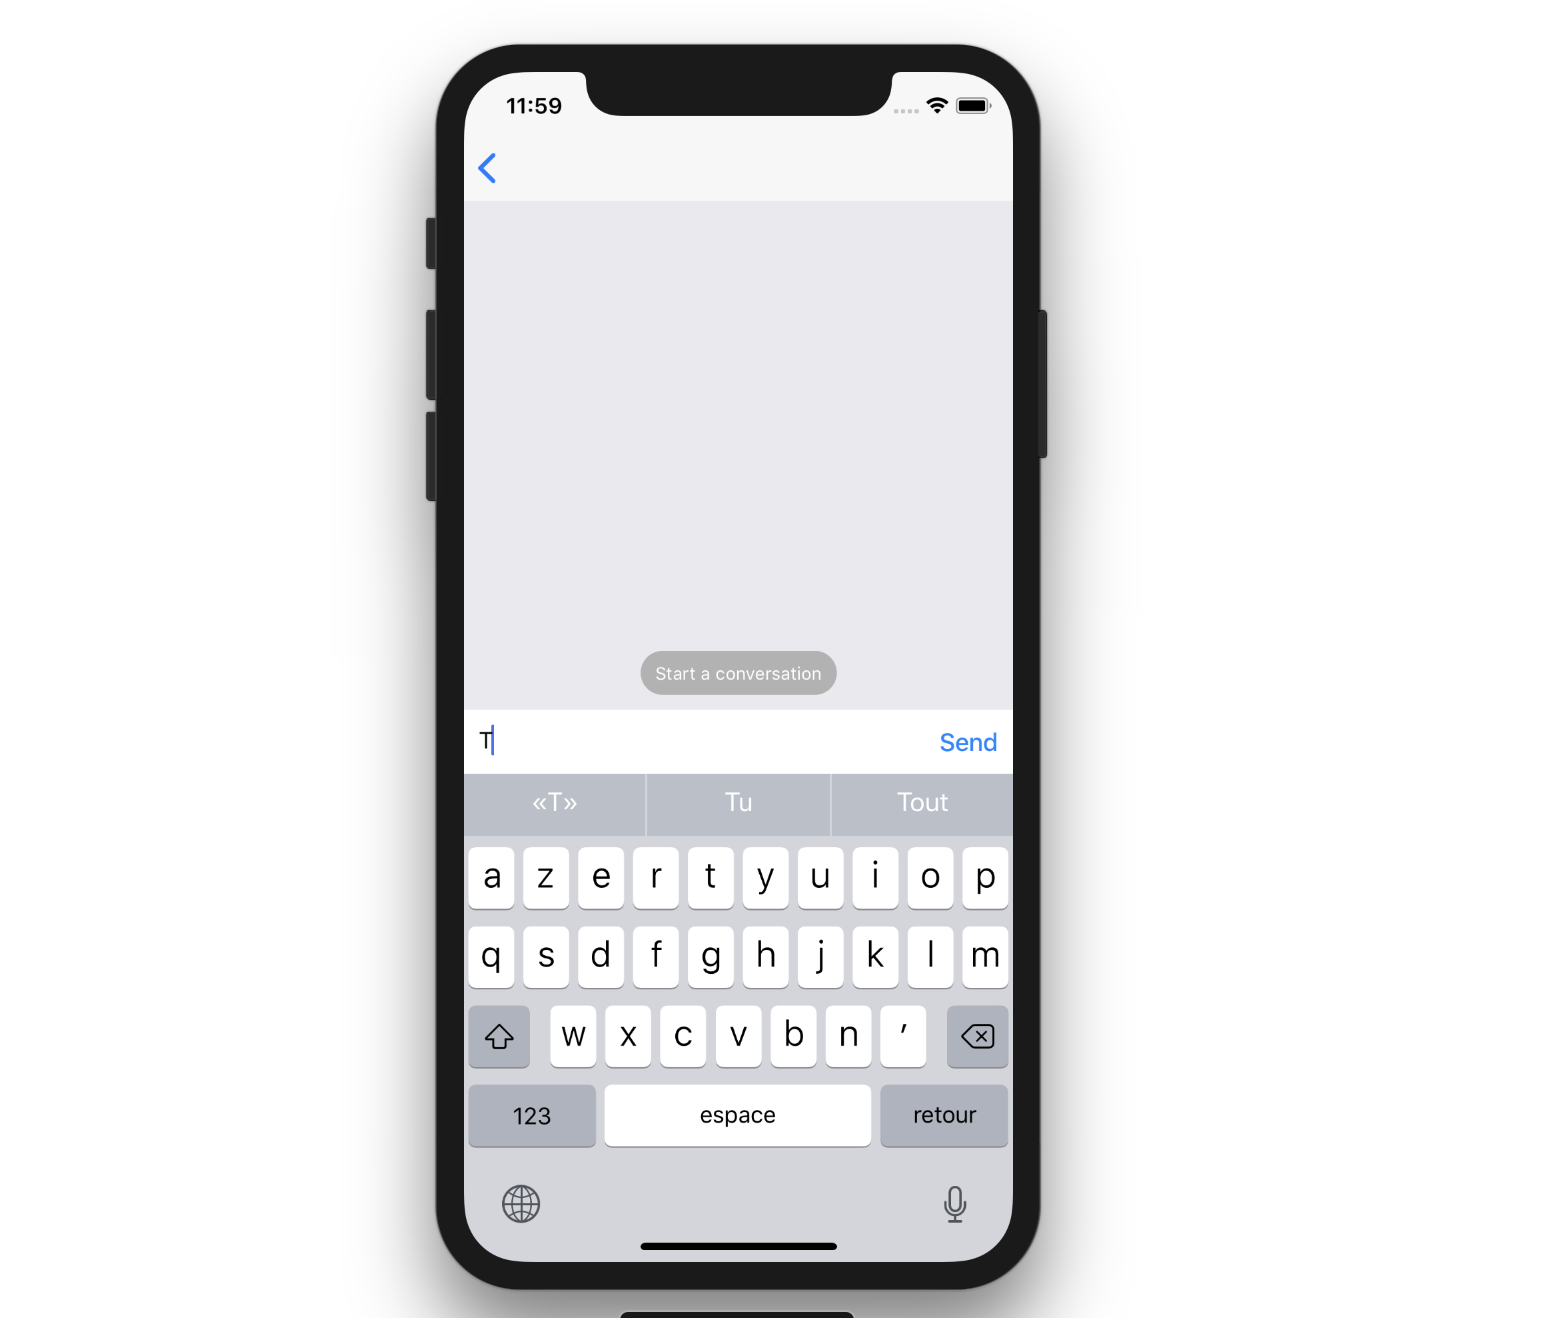 11:59
Start a conversation
T Send
«T» Tu Tout
a z e r t y u i o p
q s d f g h j k l m
w x c v b n ’
123 espace retour